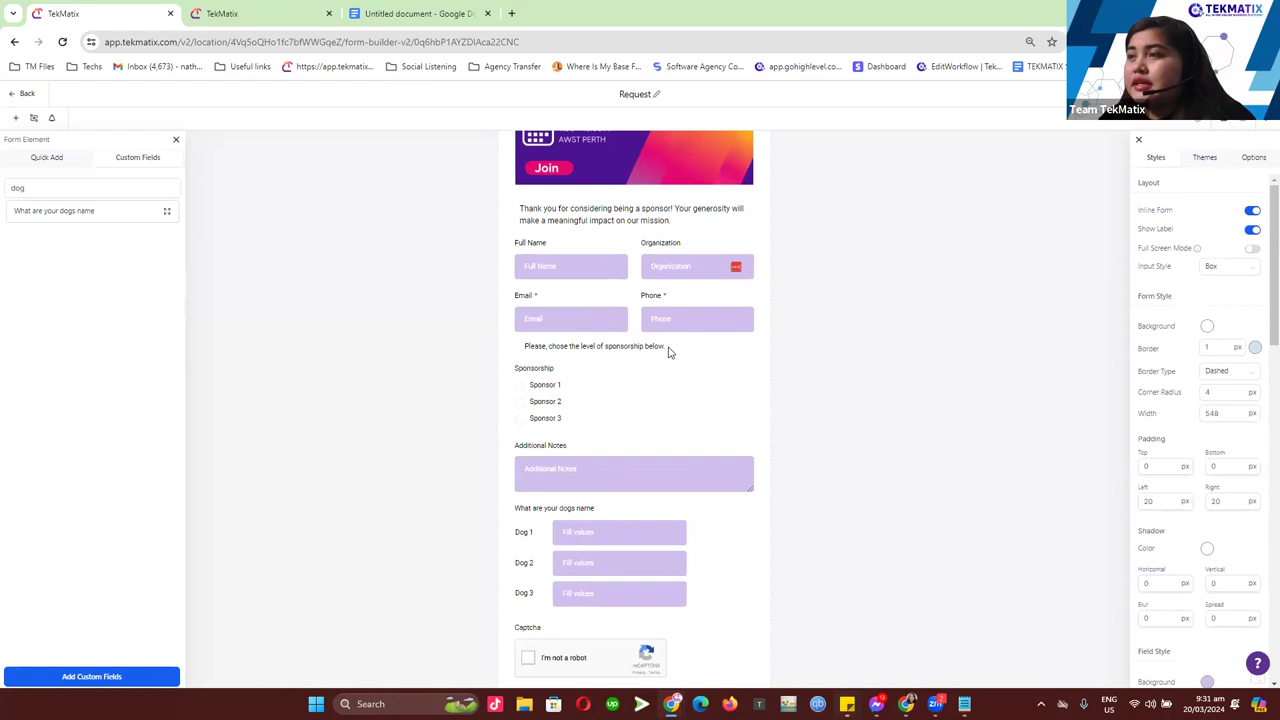 TekMatix
TekMatix
Untitled document - Google Do
app.tekmatix.com/v2/location/4Vq5oQHo1fc7bfWWGqeZ/form-builder-v2/0q6hbP1AYZDIAca22CNC
TM Files
Techs
Inbox (4,673) - nath...
Useful links
https://app.tekmatix...
Social List
Agency Transfer
Where Is My Base F...
Software Agency Co...
app.gohighlevel.co...
Dashboard
EditWorkflow | Tek...
TEKMATIX
TEKMATIX
ALL-IN-ONE ONLINE BUSINESS PLATFORM
Team TekMatix
Back
Request
Form Element
Quick Add
Custom Fields
dog
What are your dogs name
Add Custom Fields
AWST PERTH
Join
Thank you for considering being a sponsor! Your generosity will
make a meaningful impact on our mission.
Full Name
Organization
Full Name
Organization
Email *
Phone *
Email
Phone
Please, chose the level of sponsorship below.
Sponsorship
Sponsor 1
Sponsor 2
Sponsor 3
Additional Notes
Additional Notes
What are your dogs name
Dog 1
Fill values
Dog 2
Fill values
Dog 3
Fill values
Captcha
I'm not a robot
reCAPTCHA
Privacy - Terms
Styles
Themes
Options
Layout
Inline Form
Show Label
Full Screen Mode
Input Style
Box
Form Style
Background
Border
1
px
Border Type
Dashed
Corner Radius
4
px
Width
548
px
Padding
Top
Bottom
0
px
0
px
Left
Right
20
px
20
px
Shadow
Color
Horizontal
Vertical
0
px
0
px
Blur
Spread
0
px
0
px
Field Style
Background
?
Search
ENG
US
9:31 am
20/03/2024